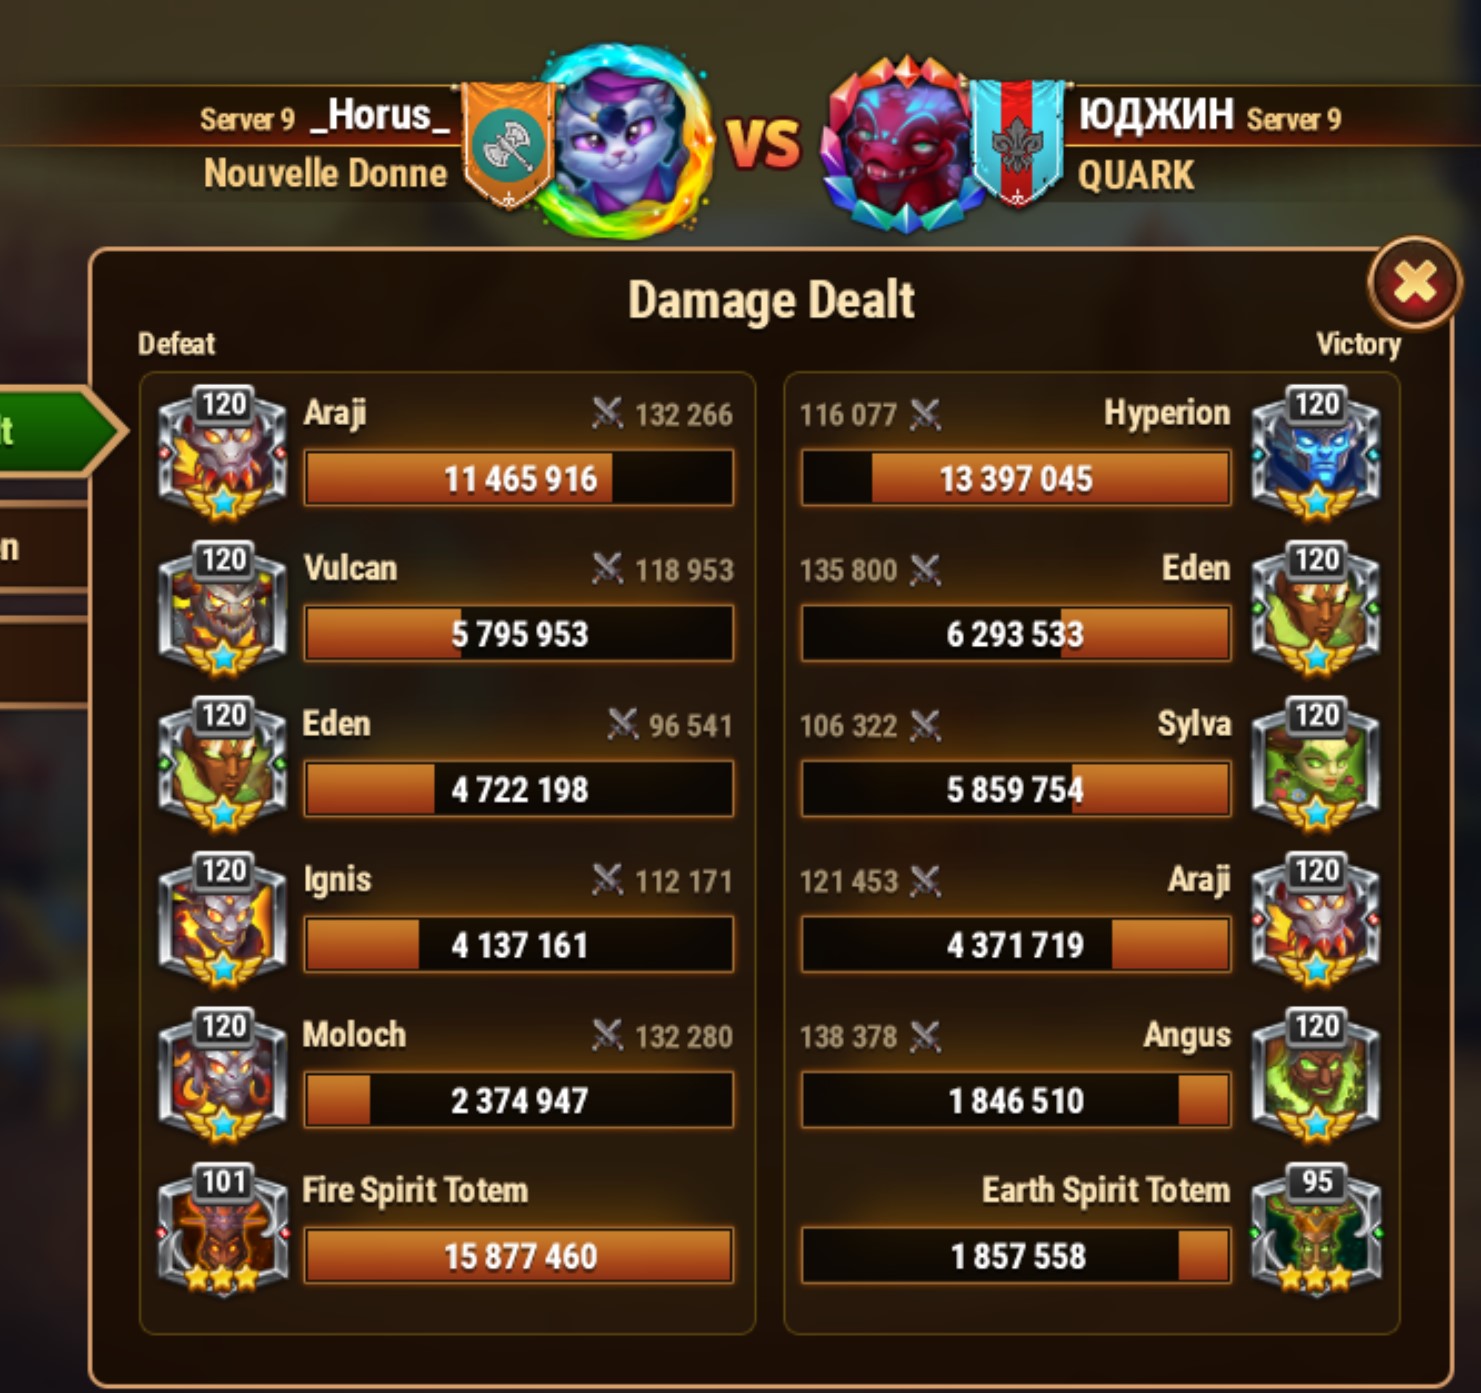 Server 9 _Horus_
Nouvelle Donne
VS
ЮДЖИН Server 9
QUARK
Damage Dealt
Defeat
Victory
lt
n
120
Araji
132 266
11 465 916
120
Vulcan
118 953
5 795 953
120
Eden
96 541
4 722 198
120
Ignis
112 171
4 137 161
120
Moloch
132 280
2 374 947
101
Fire Spirit Totem
15 877 460
116 077
Hyperion
120
13 397 045
135 800
Eden
120
6 293 533
106 322
Sylva
120
5 859 754
121 453
Araji
120
4 371 719
138 378
Angus
120
1 846 510
Earth Spirit Totem
95
1 857 558